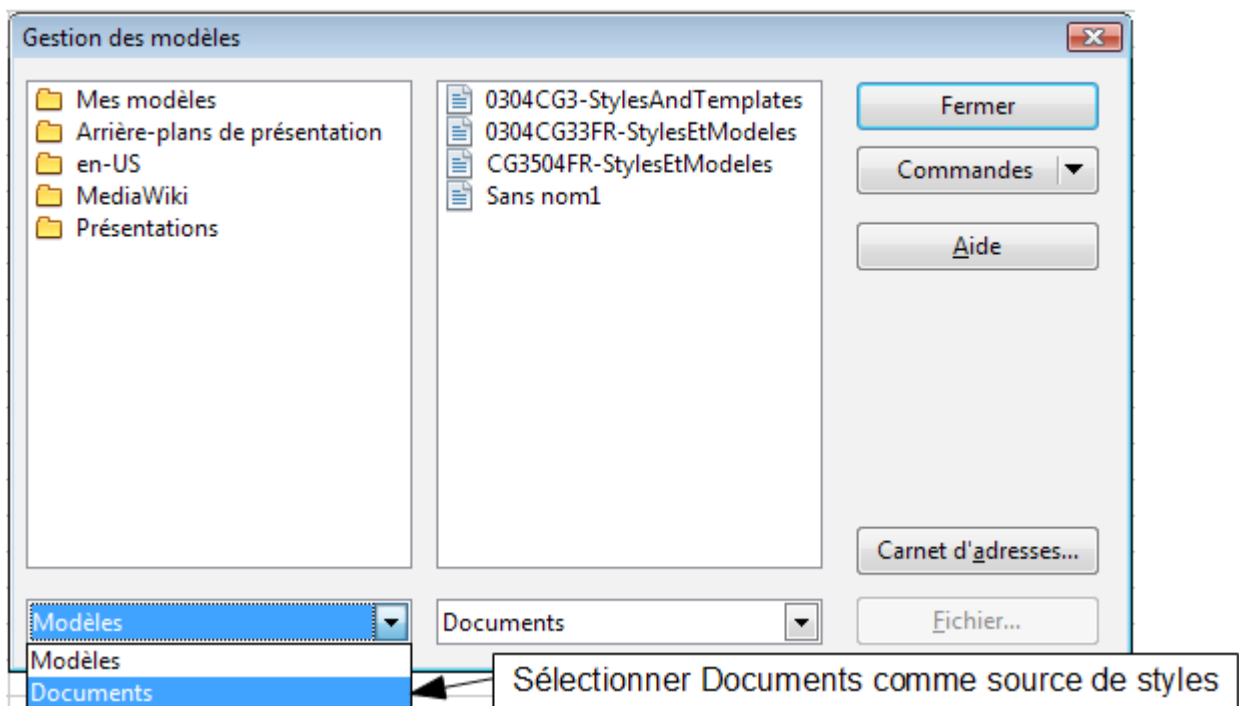 Gestion des modèles
Mes modèles
Arrière-plans de présentation
en-US
MediaWiki
Présentations
0304CG3-StylesAndTemplates
0304CG33FR-StylesEtModeles
CG3504FR-StylesEtModeles
Sans nom1
Fermer
Commandes
Aide
Carnet d'adresses...
Modèles
Documents
Fichier...
Modèles
Documents
Sélectionner Documents comme source de styles